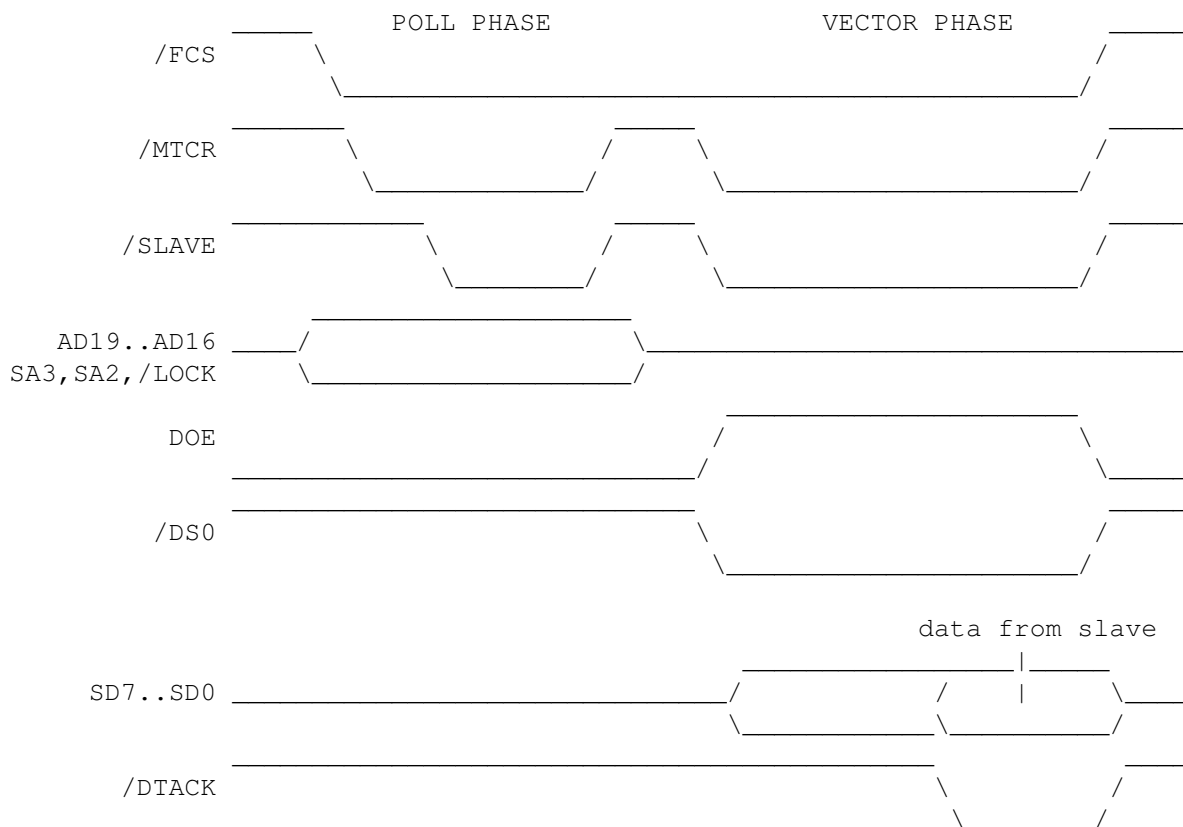 POLL PHASE VECTOR PHASE
/FCS
/MTCR
/SLAVE
AD19..AD16
SA3,SA2,/LOCK
DOE
/DS0
data from slave
SD7..SD0
/DTACK